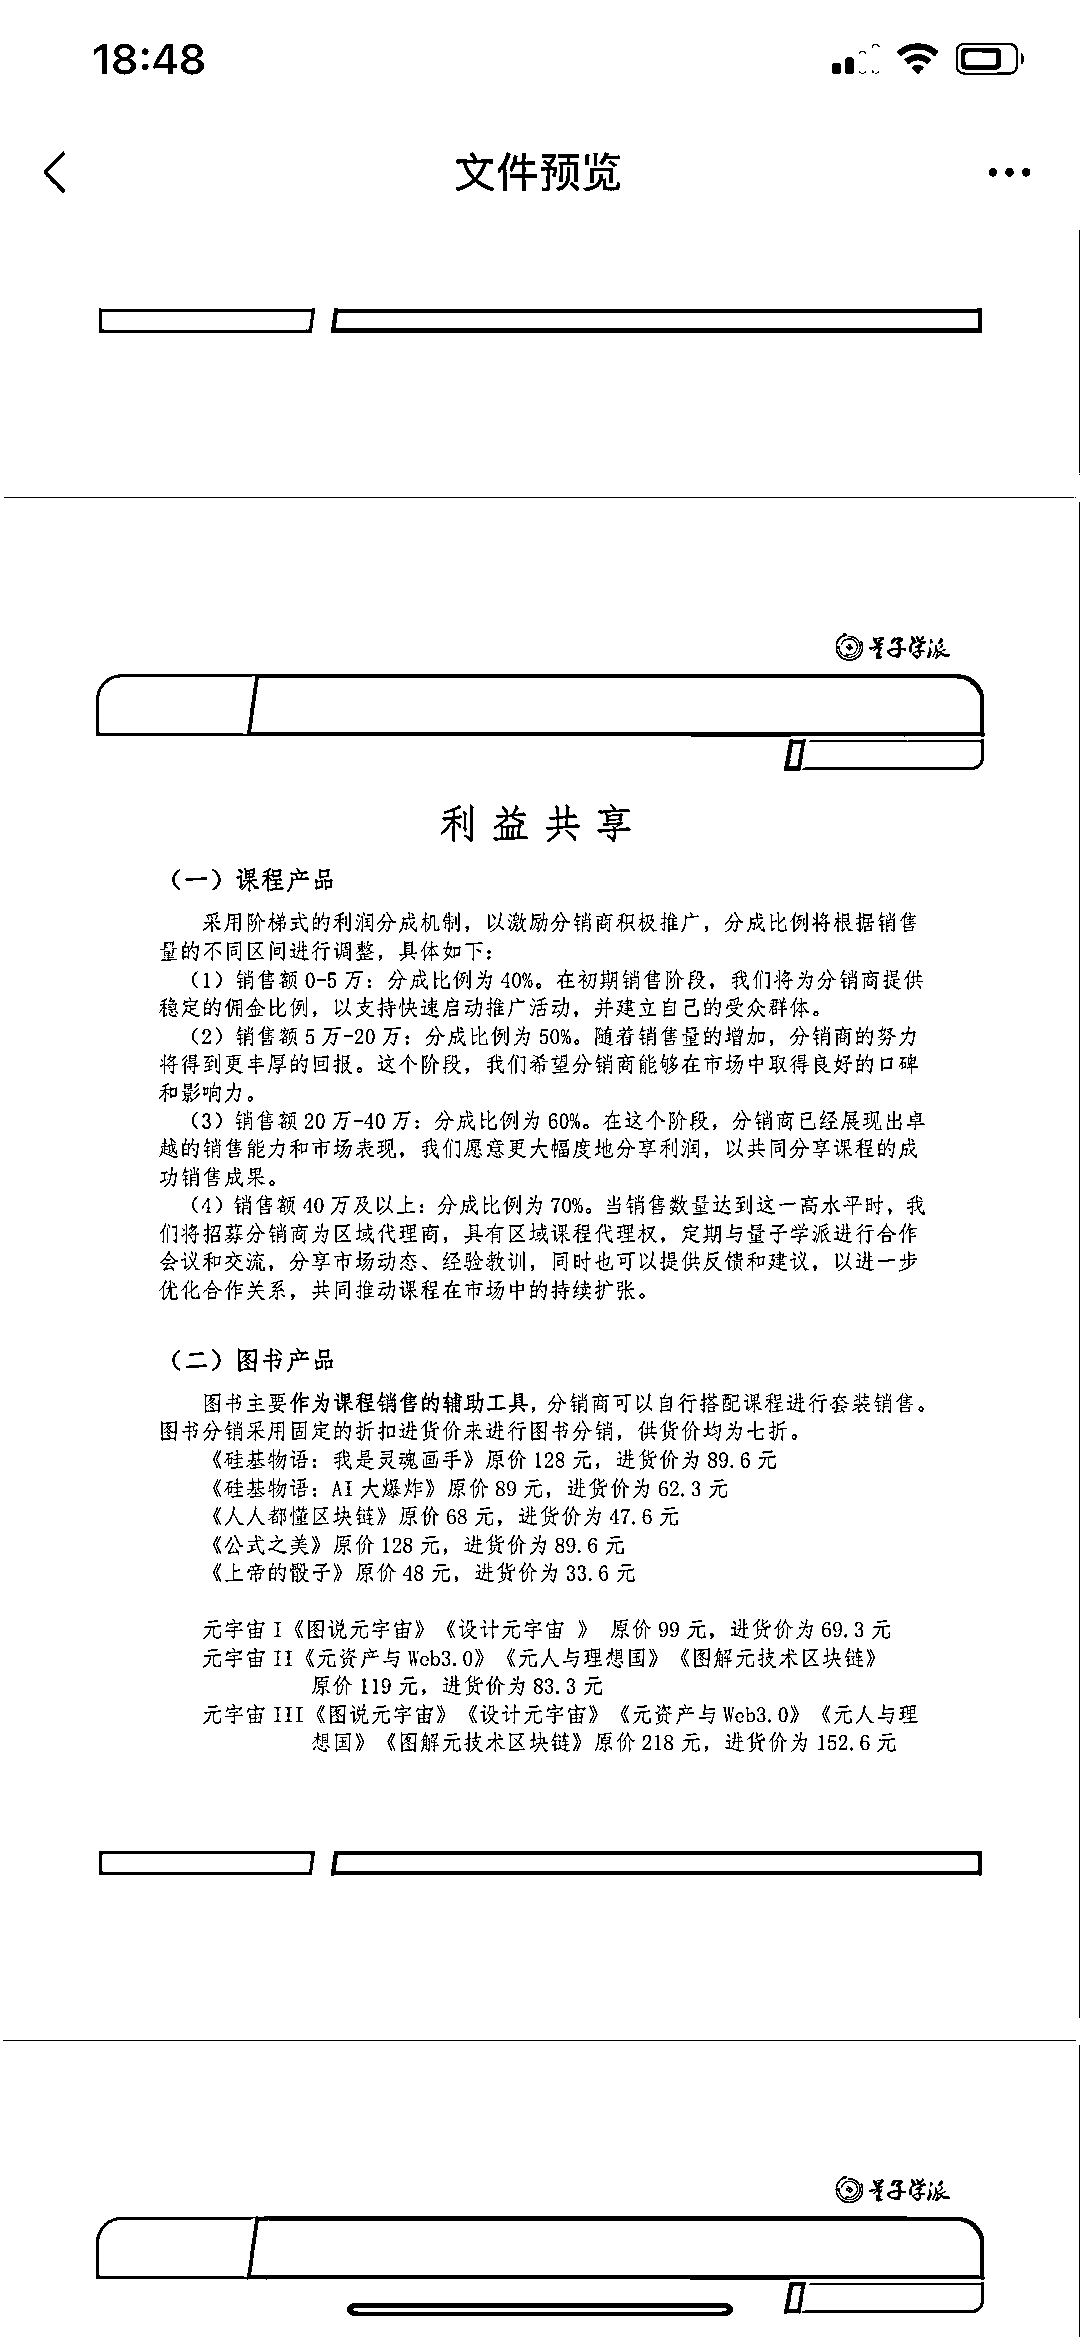 18:48
文件预览
量子学派
利益共享
（一）课程产品
采用阶梯式的利润分成机制，以激励分销商积极推广，分成比例将根据销售
量的不同区间进行调整，具体如下：
（1）销售额 0-5 万：分成比例为 40%。在初期销售阶段，我们将为分销商提供
稳定的佣金比例，以支持快速启动推广活动，并建立自己的受众群体。
（2）销售额 5 万-20 万：分成比例为 50%。随着销售量的增加，分销商的努力
将得到更丰厚的回报。这个阶段，我们希望分销商能够在市场中取得良好的口碑
和影响力。
（3）销售额 20 万-40 万：分成比例为 60%。在这个阶段，分销商已经展现出卓
越的销售能力和市场表现，我们愿意更大幅度地分享利润，以共同分享课程的成
功销售成果。
（4）销售额 40 万及以上：分成比例为 70%。当销售数量达到这一高水平时，我
们将招募分销商为区域代理商，具有区域课程代理权，定期与量子学派进行合作
会议和交流，分享市场动态、经验教训，同时也可以提供反馈和建议，以进一步
优化合作关系，共同推动课程在市场中的持续扩张。
（二）图书产品
图书主要作为课程销售的辅助工具，分销商可以自行搭配课程进行套装销售。
图书分销采用固定的折扣进货价来进行图书分销，供货价均为七折。
《硅基物语：我是灵魂画手》原价 128 元，进货价为 89.6 元
《硅基物语：AI 大爆炸》原价 89 元，进货价为 62.3 元
《人人都懂区块链》原价 68 元，进货价为 47.6 元
《公式之美》原价 128 元，进货价为 89.6 元
《上帝的骰子》原价 48 元，进货价为 33.6 元
元宇宙 I《图说元宇宙》《设计元宇宙 》 原价 99 元，进货价为 69.3 元
元宇宙 II《元资产与 Web3.0》《元人与理想国》《图解元技术区块链》
原价 119 元，进货价为 83.3 元
元宇宙 III《图说元宇宙》《设计元宇宙》《元资产与 Web3.0》《元人与理
想国》《图解元技术区块链》原价 218 元，进货价为 152.6 元
量子学派